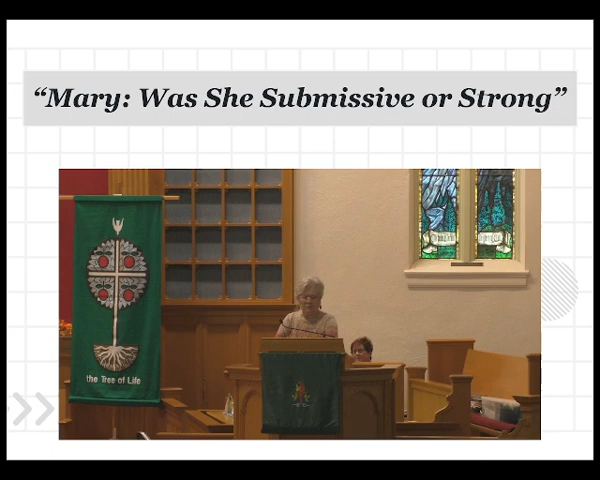 “Mary: Was She Submissive or Strong”
the Tree of Life